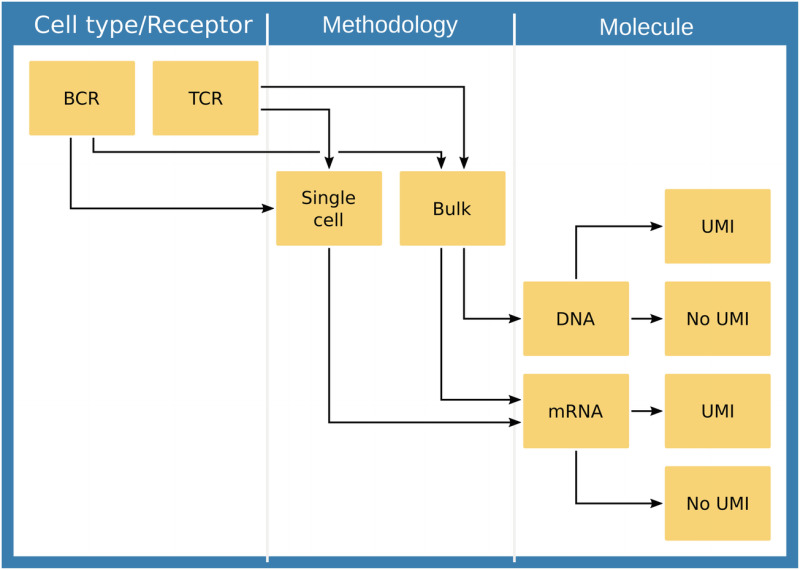 Cell type/Receptor
Methodology
Molecule
BCR
TCR
Single
cell
Bulk
UMI
DNA
No UMI
mRNA
UMI
No UMI